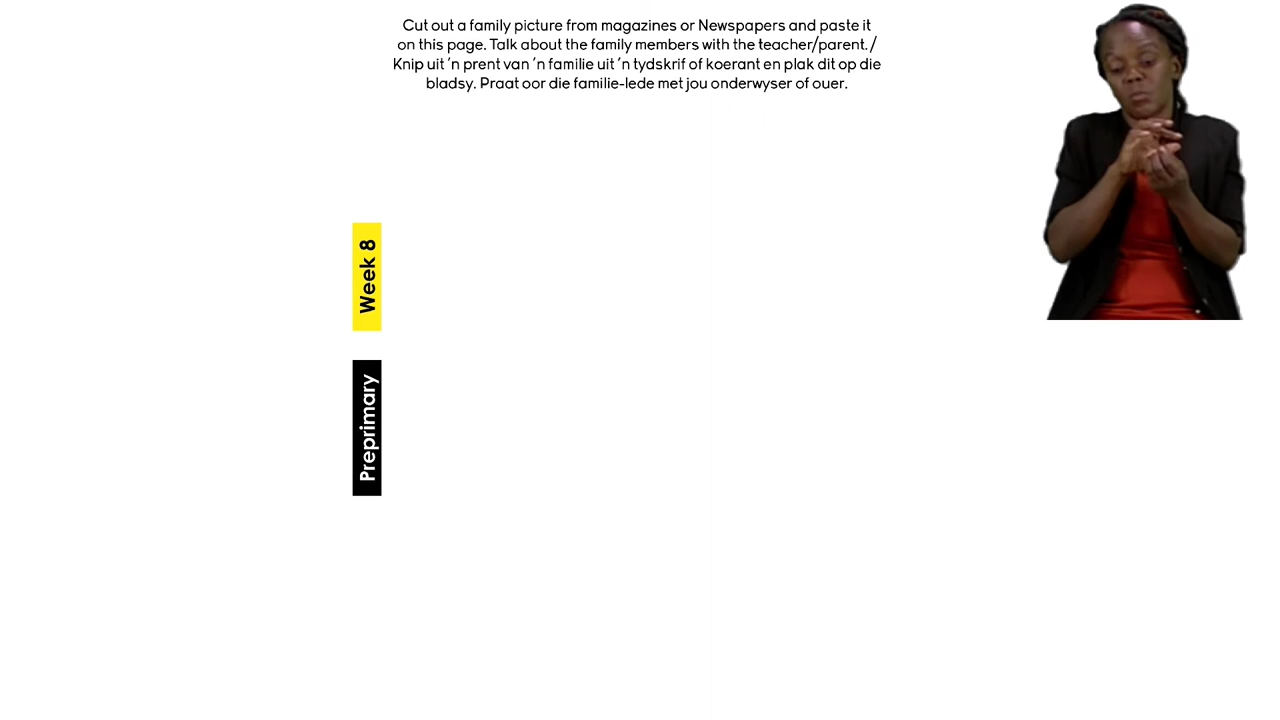 Cut out a family picture from magazines or Newspapers and paste it
on this page. Talk about the family members with the teacher/parent. /
Knip uit 'n prent van 'n familie uit 'n tydskrif of koerant en plak dit op die
bladsy. Praat oor die familie-lede met jou onderwyser of ouer.
Week 8
Preprimary